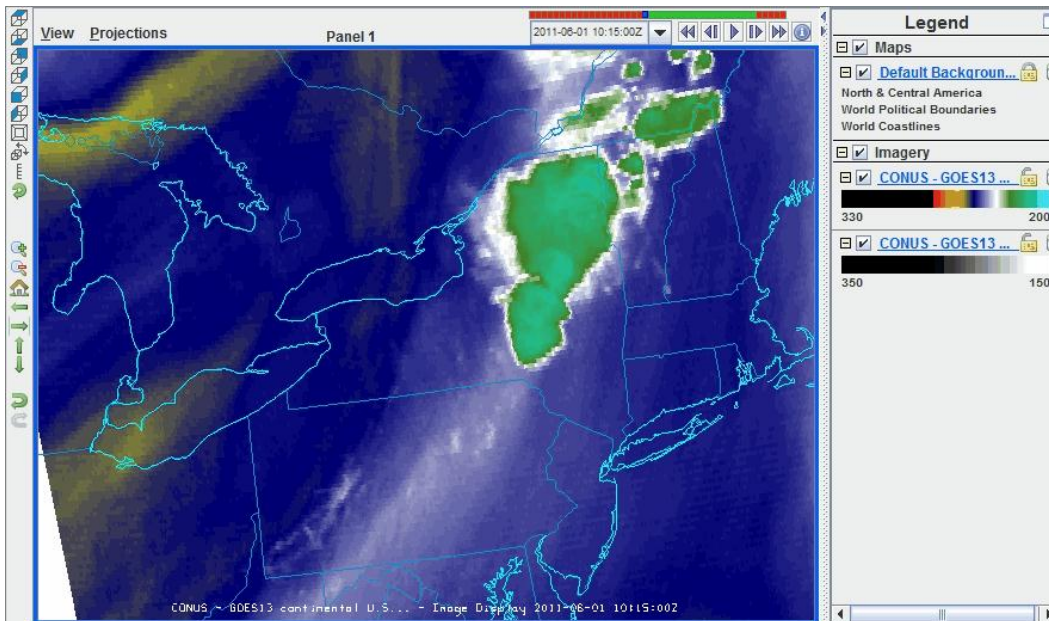 View Projections
Panel 1
2011-06-01 10:15:00Z
Legend
Maps
Default Backgroun...
North & Central America
World Political Boundaries
World Coastlines
Imagery
CONUS - GOES13 ...
330 200
CONUS - GOES13 ...
350 150
CONUS - GOES13 continental U.S... - Image Display 2011-06-01 10:15:00Z